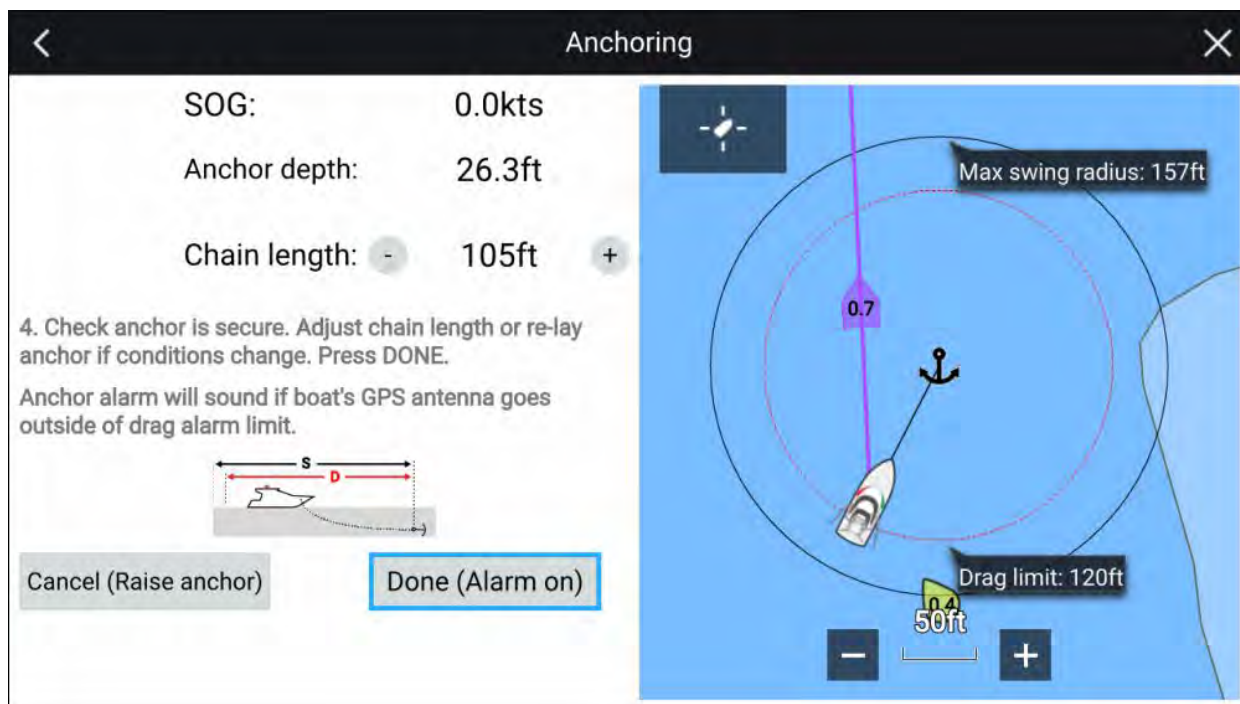 Anchoring
SOG: 0.0kts
Anchor depth: 26.3ft
Chain length: - 105ft +
4. Check anchor is secure. Adjust chain length or re-lay
anchor if conditions change. Press DONE.
Anchor alarm will sound if boat's GPS antenna goes
outside of drag alarm limit.
S
D
Cancel (Raise anchor)
Done (Alarm on)
Max swing radius: 157ft
0.7
Drag limit: 120ft
0.4
50ft
- +